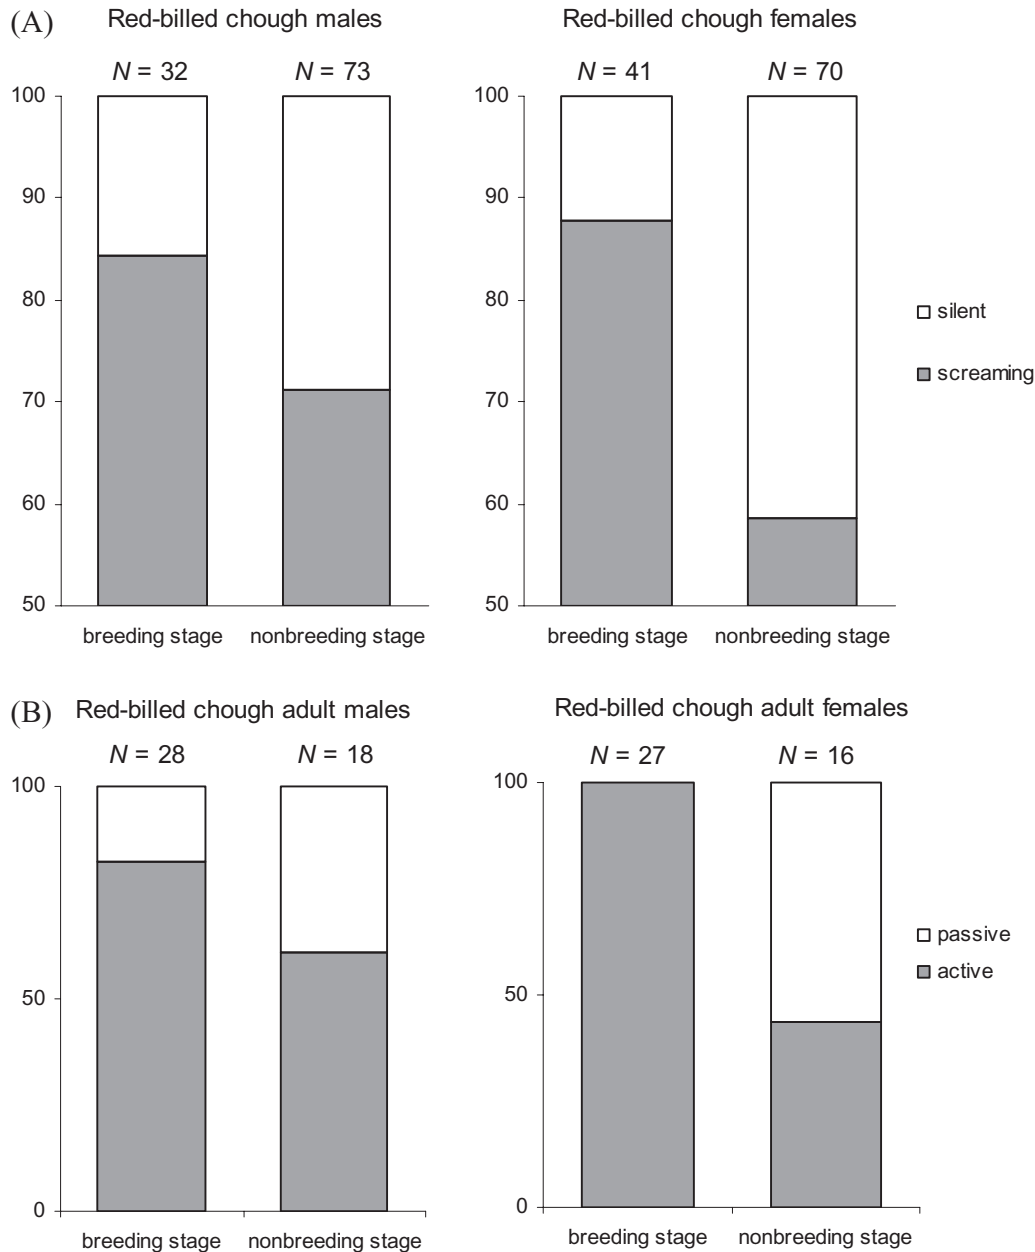 (A) Red-billed chough males Red-billed chough females
N = 32 N = 73 N = 41 N = 70
100 100
90 90
80 80
silent
screaming
70 70
60 60
50 50
breeding stage nonbreeding stage breeding stage nonbreeding stage
(B) Red-billed chough adult males Red-billed chough adult females
N = 28 N = 18 N = 27 N = 16
100 100
passive
active
50 50
0 0
breeding stage nonbreeding stage breeding stage nonbreeding stage